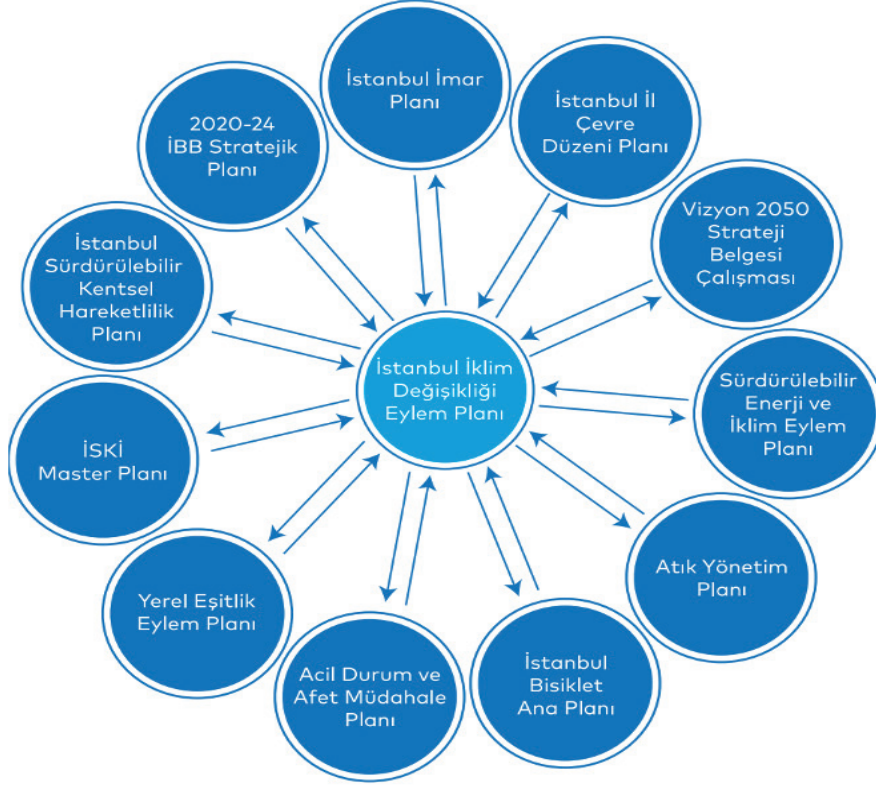 İstanbul İmar
Planı
İstanbul İl
Çevre
Düzeni Planı
Vizyon 2050
Strateji
Belgesi
Çalışması
Sürdürülebilir
Enerji ve
İklim Eylem
Planı
Atık Yönetim
Planı
İstanbul
Bisiklet
Ana Planı
Acil Durum ve
Afet Müdahale
Planı
Yerel Eşitlik
Eylem Planı
İSKİ
Master Planı
İstanbul
Sürdürülebilir
Kentsel
Hareketlilik
Planı
2020-24
İBB Stratejik
Planı
İstanbul İklim
Değişikliği
Eylem Planı